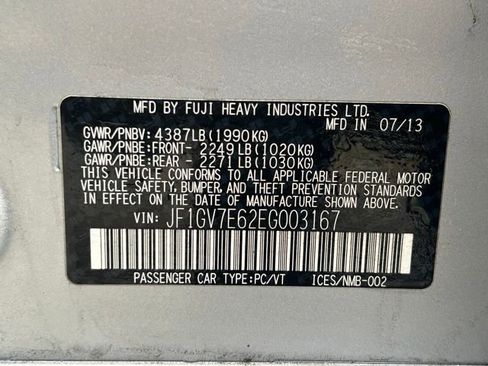 MFD BY FUJI HEAVY INDUSTRIES LTD.
MFD IN 07/13
GVWR/PNBV: 4387LB(1990KG)
GAWR/PNBE:FRONT- 2249LB(1020KG)
GAWR/PNBE:REAR - 2271LB(1030KG)
THIS VEHICLE CONFORMS TO ALL APPLICABLE FEDERAL MOTOR
VEHICLE SAFETY, BUMPER, AND THEFT PREVENTION STANDARDS
IN EFFECT ON THE DATE OF MANUFACTURE SHOWN ABOVE.
VIN: JF1GV7E62EG003167
PASSENGER CAR TYPE:PC/VT ICES/NMB-002